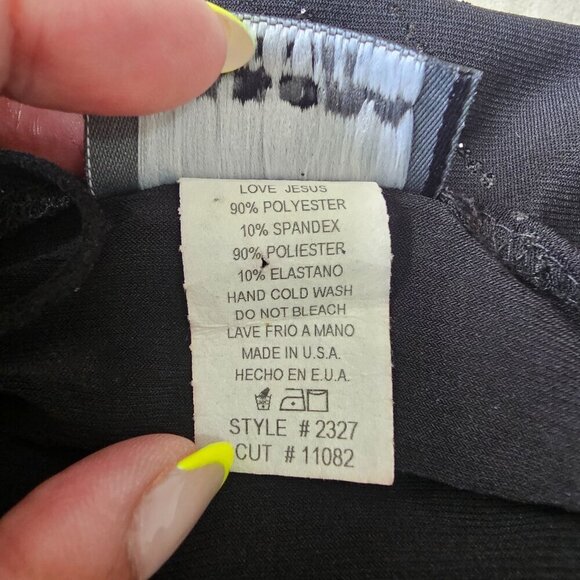 LOVE JESUS
90% POLYESTER
10% SPANDEX
90% POLIESTER
10% ELASTANO
HAND COLD WASH
DO NOT BLEACH
LAVE FRIO A MANO
MADE IN U.S.A.
HECHO EN E.U.A.
STYLE # 2327
CUT # 11082